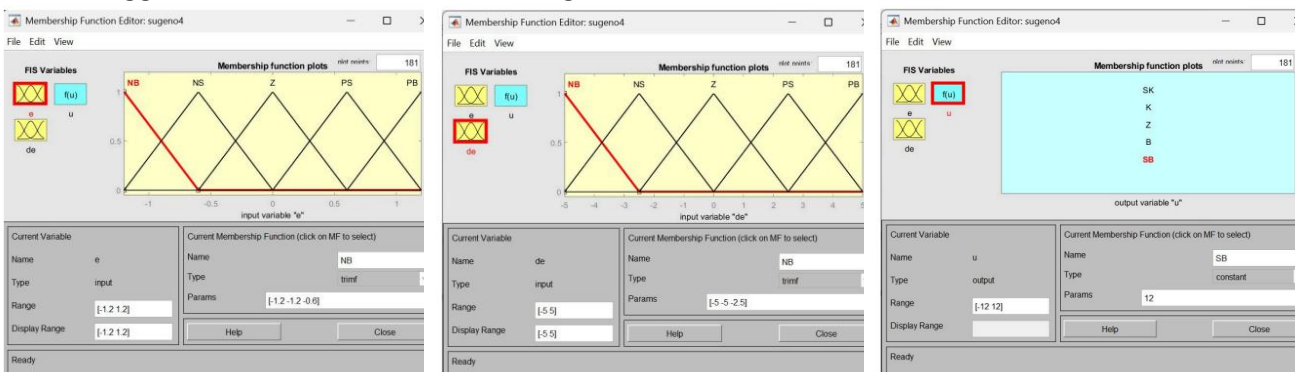 Membership Function Editor: sugeno4
File Edit View
FIS Variables
e
f(u)
u
de
Membership function plots plot points: 181
NB NS Z PS PB
1
0.5
0
-1 -0.5 0 0.5 1
input variable "e"
Current Variable
Name e
Type input
Range [-1.2 1.2]
Display Range [-1.2 1.2]
Current Membership Function (click on MF to select)
Name NB
Type trimf
Params [-1.2 -1.2 -0.6]
Help Close
Ready
Membership Function Editor: sugeno4
File Edit View
FIS Variables
e
f(u)
u
de
Membership function plots plot points: 181
NB NS Z PS PB
1
0.5
0
-5 -4 -3 -2 -1 0 1 2 3 4 5
input variable "de"
Current Variable
Name de
Type input
Range [-5 5]
Display Range [-5 5]
Current Membership Function (click on MF to select)
Name NB
Type trimf
Params [-5 -5 -2.5]
Help Close
Ready
Membership Function Editor: sugeno4
File Edit View
FIS Variables
e
f(u)
u
de
Membership function plots plot points: 181
SK
K
Z
B
SB
output variable "u"
Current Variable
Name u
Type output
Range [-12 12]
Display Range
Current Membership Function (click on MF to select)
Name SB
Type constant
Params 12
Help Close
Ready